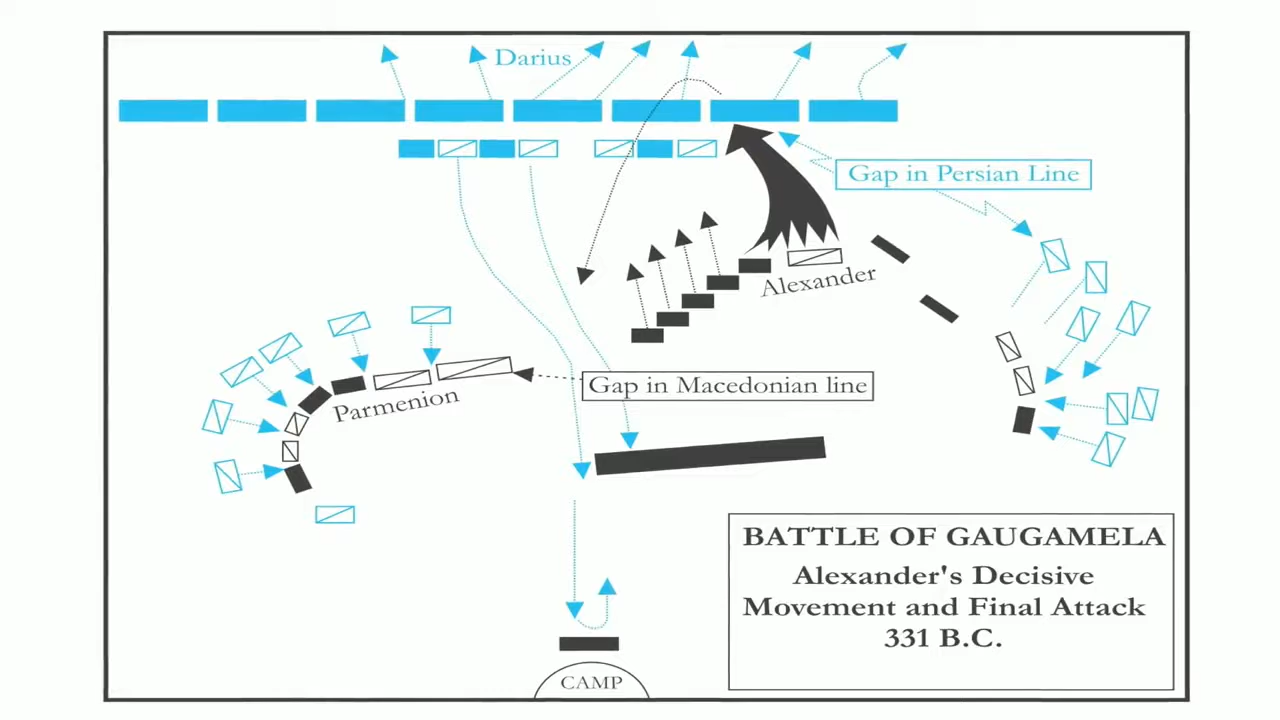 Darius
Gap in Persian Line
Alexander
Gap in Macedonian line
Parmenion
BATTLE OF GAUGAMELA
Alexander's Decisive
Movement and Final Attack
331 B.C.
CAMP